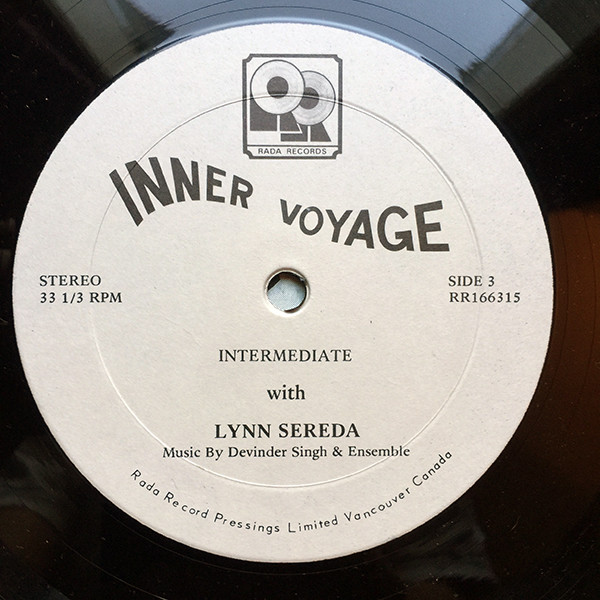 RADA RECORDS
INNER VOYAGE
STEREO
33 1/3 RPM
SIDE 3
RR166315
INTERMEDIATE
with
LYNN SEREDA
Music By Devinder Singh & Ensemble
Rada Record Pressings Limited Vancouver Canada